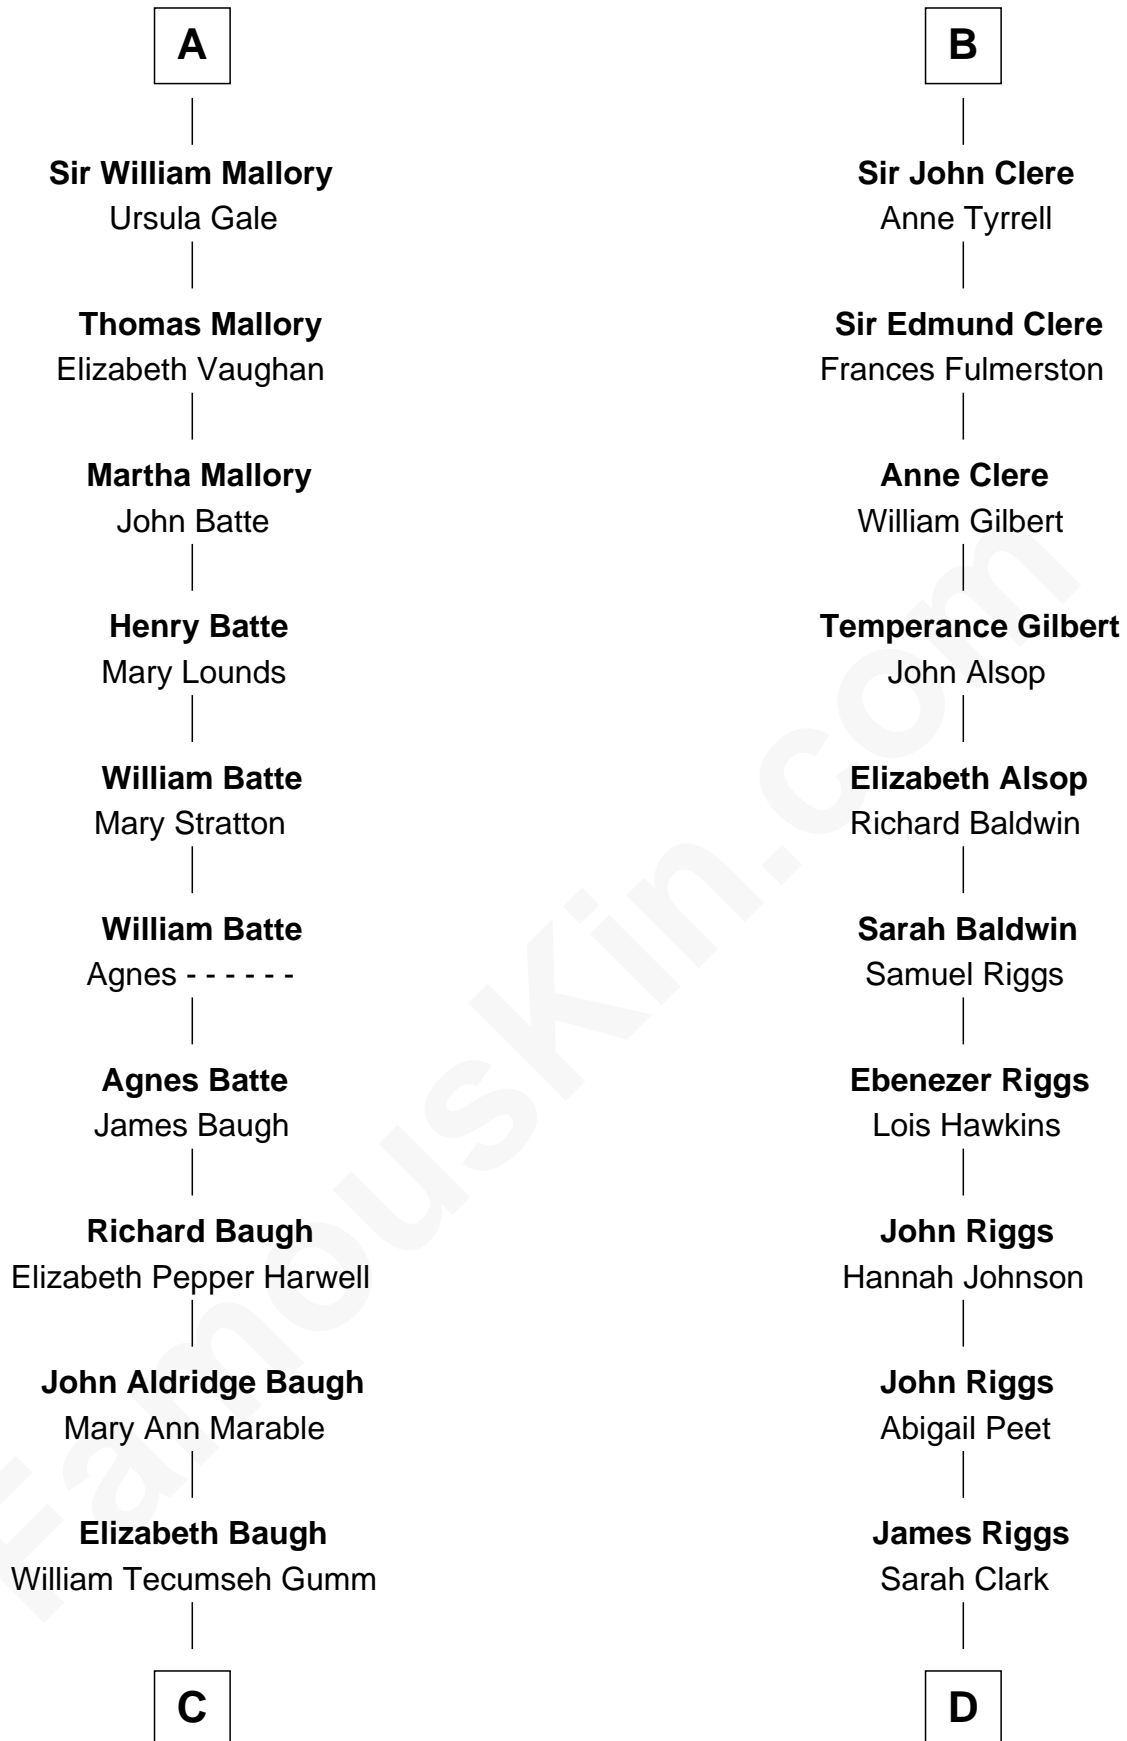 A
Sir William Mallory
Ursula Gale
Thomas Mallory
Elizabeth Vaughan
Martha Mallory
John Batte
Henry Batte
Mary Lounds
William Batte
Mary Stratton
William Batte
Agnes - - - - - -
Agnes Batte
James Baugh
Richard Baugh
Elizabeth Pepper Harwell
John Aldridge Baugh
Mary Ann Marable
Elizabeth Baugh
William Tecumseh Gumm
C
B
Sir John Clere
Anne Tyrrell
Sir Edmund Clere
Frances Fulmerston
Anne Clere
William Gilbert
Temperance Gilbert
John Alsop
Elizabeth Alsop
Richard Baldwin
Sarah Baldwin
Samuel Riggs
Ebenezer Riggs
Lois Hawkins
John Riggs
Hannah Johnson
John Riggs
Abigail Peet
James Riggs
Sarah Clark
D
FamousKin.com